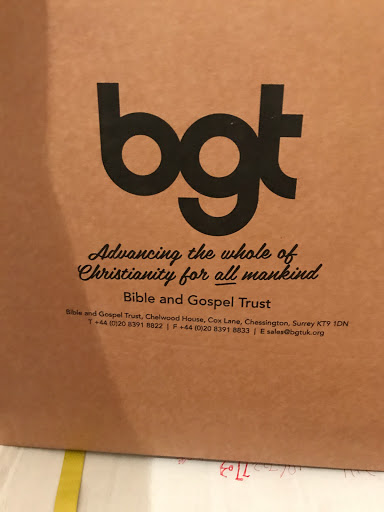 bgt
Advancing the whole of
Christianity for all mankind
Bible and Gospel Trust
Bible and Gospel Trust, Chelwood House, Cox Lane, Chessington, Surrey KT9 1DN
T +44 (0)20 8391 8822 | F +44 (0)20 8391 8833 | E sales@bgtuk.org